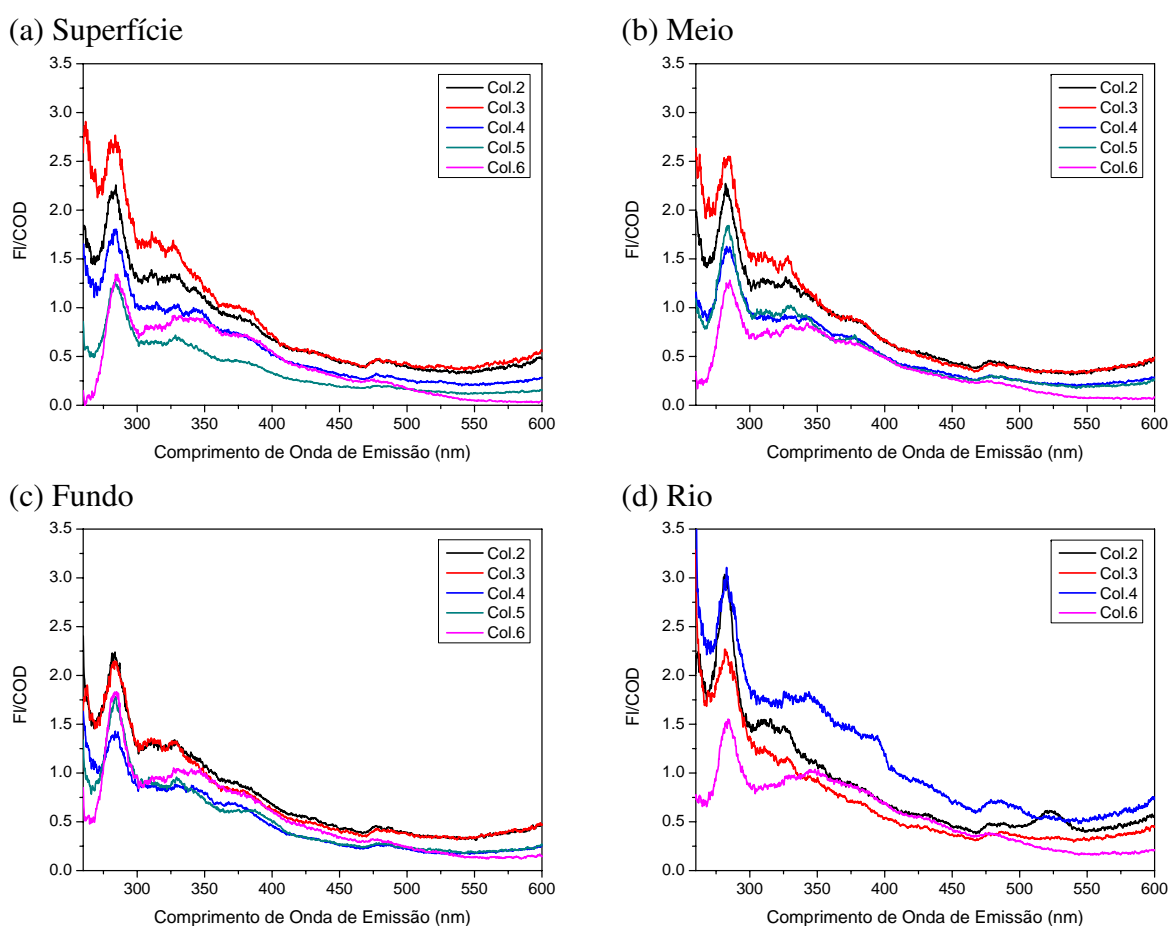 (a) Superfície
3.5
3.0
2.5
2.0
1.5
1.0
0.5
0.0
FI/COD
Col.2
Col.3
Col.4
Col.5
Col.6
300 350 400 450 500 550 600
Comprimento de Onda de Emissão (nm)
(b) Meio
3.5
3.0
2.5
2.0
1.5
1.0
0.5
0.0
FI/COD
Col.2
Col.3
Col.4
Col.5
Col.6
300 350 400 450 500 550 600
Comprimento de Onda de Emissão (nm)
(c) Fundo
3.5
3.0
2.5
2.0
1.5
1.0
0.5
0.0
FI/COD
Col.2
Col.3
Col.4
Col.5
Col.6
300 350 400 450 500 550 600
Comprimento de Onda de Emissão (nm)
(d) Rio
3.5
3.0
2.5
2.0
1.5
1.0
0.5
0.0
FI/COD
Col.2
Col.3
Col.4
Col.6
300 350 400 450 500 550 600
Comprimento de Onda de Emissão (nm)